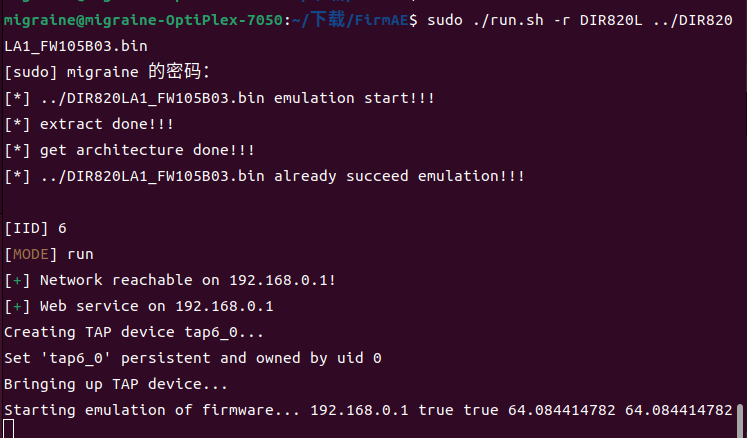 migraine@migraine-OptiPlex-7050:~/下载/FirmAE$ sudo ./run.sh -r DIR820L ../DIR820
LA1_FW105B03.bin
[sudo] migraine 的密码:
[*] ../DIR820LA1_FW105B03.bin emulation start!!!
[*] extract done!!!
[*] get architecture done!!!
[*] ../DIR820LA1_FW105B03.bin already succeed emulation!!!
[IID] 6
[MODE] run
[+] Network reachable on 192.168.0.1!
[+] Web service on 192.168.0.1
Creating TAP device tap6_0...
Set 'tap6_0' persistent and owned by uid 0
Bringing up TAP device...
Starting emulation of firmware... 192.168.0.1 true true 64.084414782 64.084414782